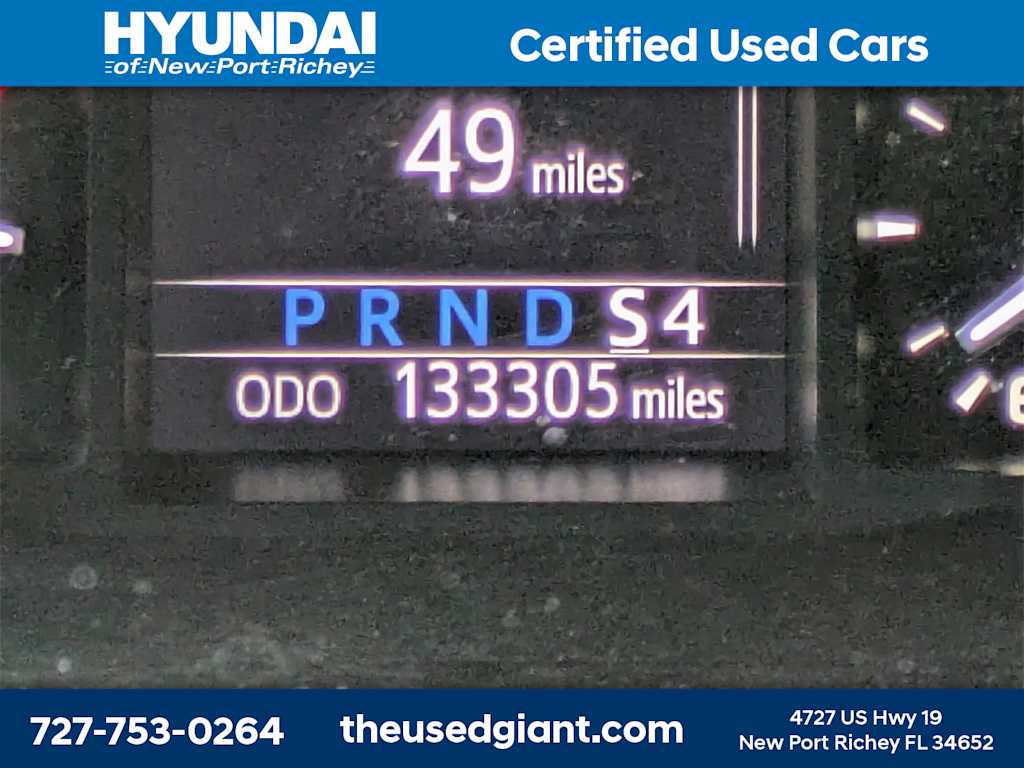 HYUNDAI
of New Port Richey
Certified Used Cars
49 miles
P R N D S 4
ODO 133305 miles
727-753-0264
theusedgiant.com
4727 US Hwy 19
New Port Richey FL 34652